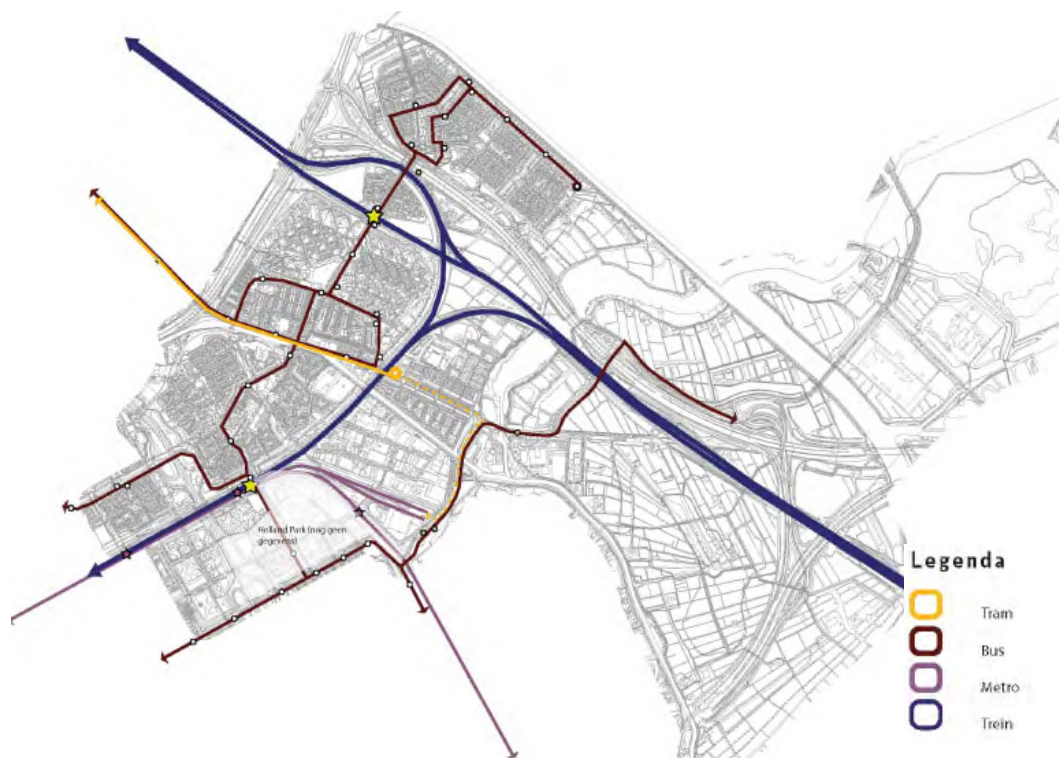 Holland Park (nog geen
gegevens)
Legenda
Tram
Bus
Metro
Trein